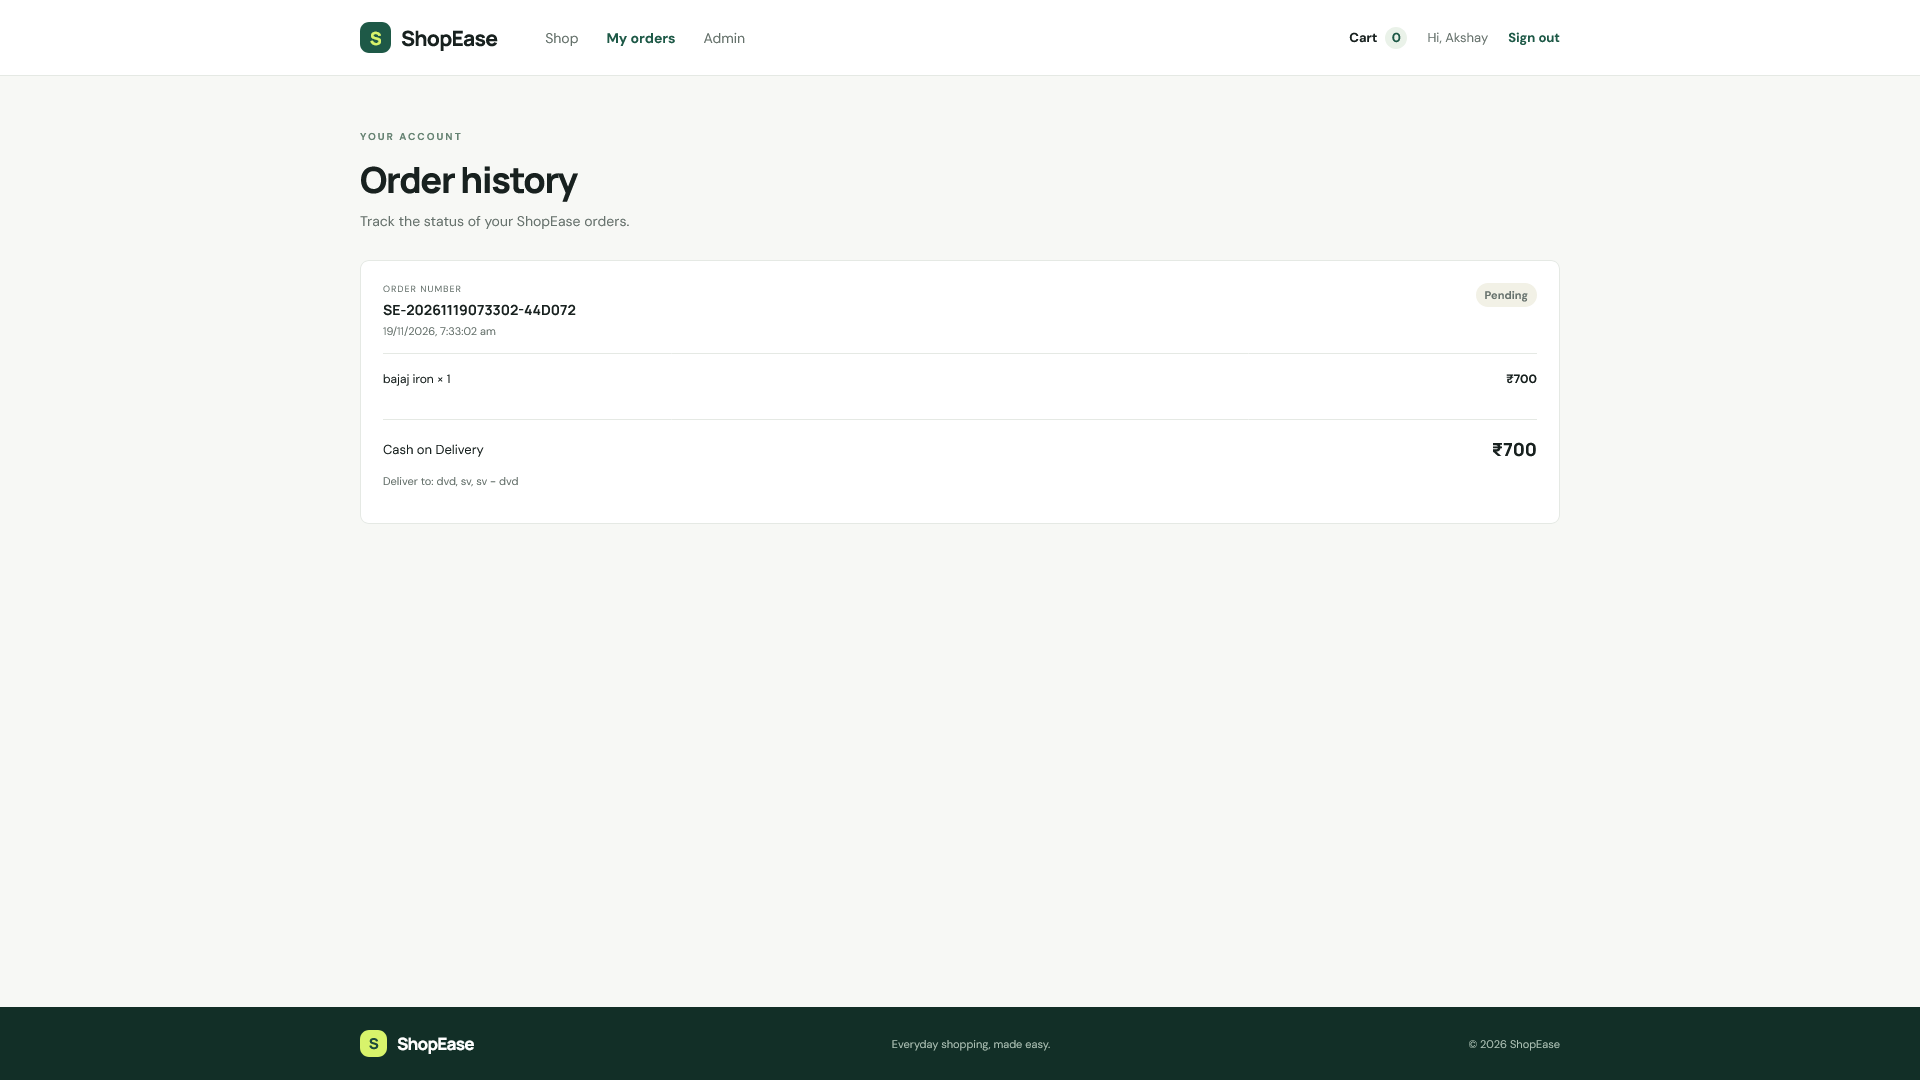 S ShopEase Shop My orders Admin Cart 0 Hi, Akshay Sign out
YOUR ACCOUNT
Order history
Track the status of your ShopEase orders.
ORDER NUMBER
SE-20261119073302-44D072
19/11/2026, 7:33:02 am
Pending
bajaj iron × 1 ₹700
Cash on Delivery ₹700
Deliver to: dvd, sv, sv - dvd
S ShopEase Everyday shopping, made easy. © 2026 ShopEase